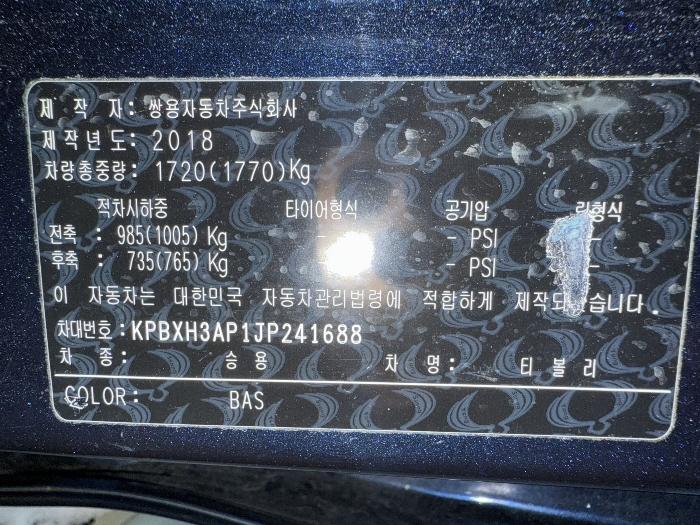 제 작 자: 쌍용자동차주식회사
제작년도: 2018
차량총중량: 1720(1770)Kg
적차시하중 타이어형식 공기압 림형식
전축 : 985(1005) Kg - - PSI -
후축 : 735(765) Kg - PSI -
이 자동차는 대한민국 자동차관리법령에 적합하게 제작되 습니다.
차대번호: KPBXH3AP1JP241688
차 종: 승 용 차 명: 티 볼 리
COLOR: BAS